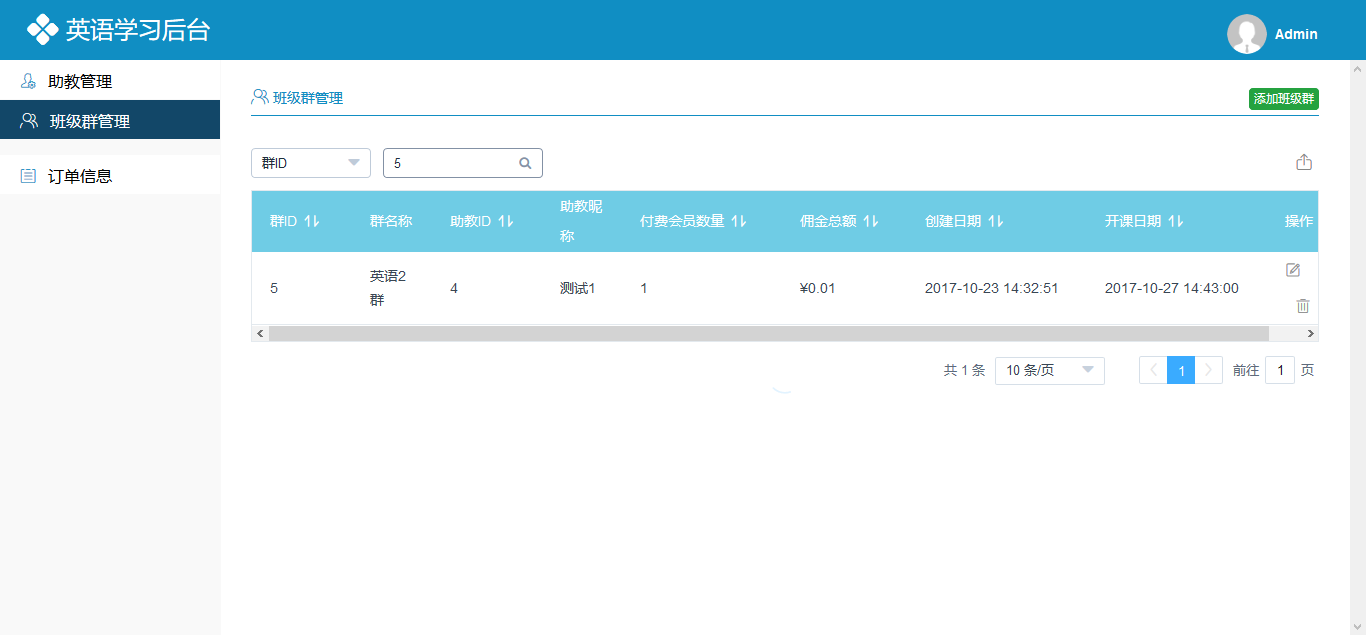 英语学习后台
Admin
助教管理
班级群管理
订单信息
班级群管理
添加班级群
群ID
5
群ID 群名称 助教ID 助教昵称 付费会员数量 佣金总额 创建日期 开课日期 操作
5 英语2群 4 测试1 1 ¥0.01 2017-10-23 14:32:51 2017-10-27 14:43:00
共 1 条 10 条/页 1 前往 1 页